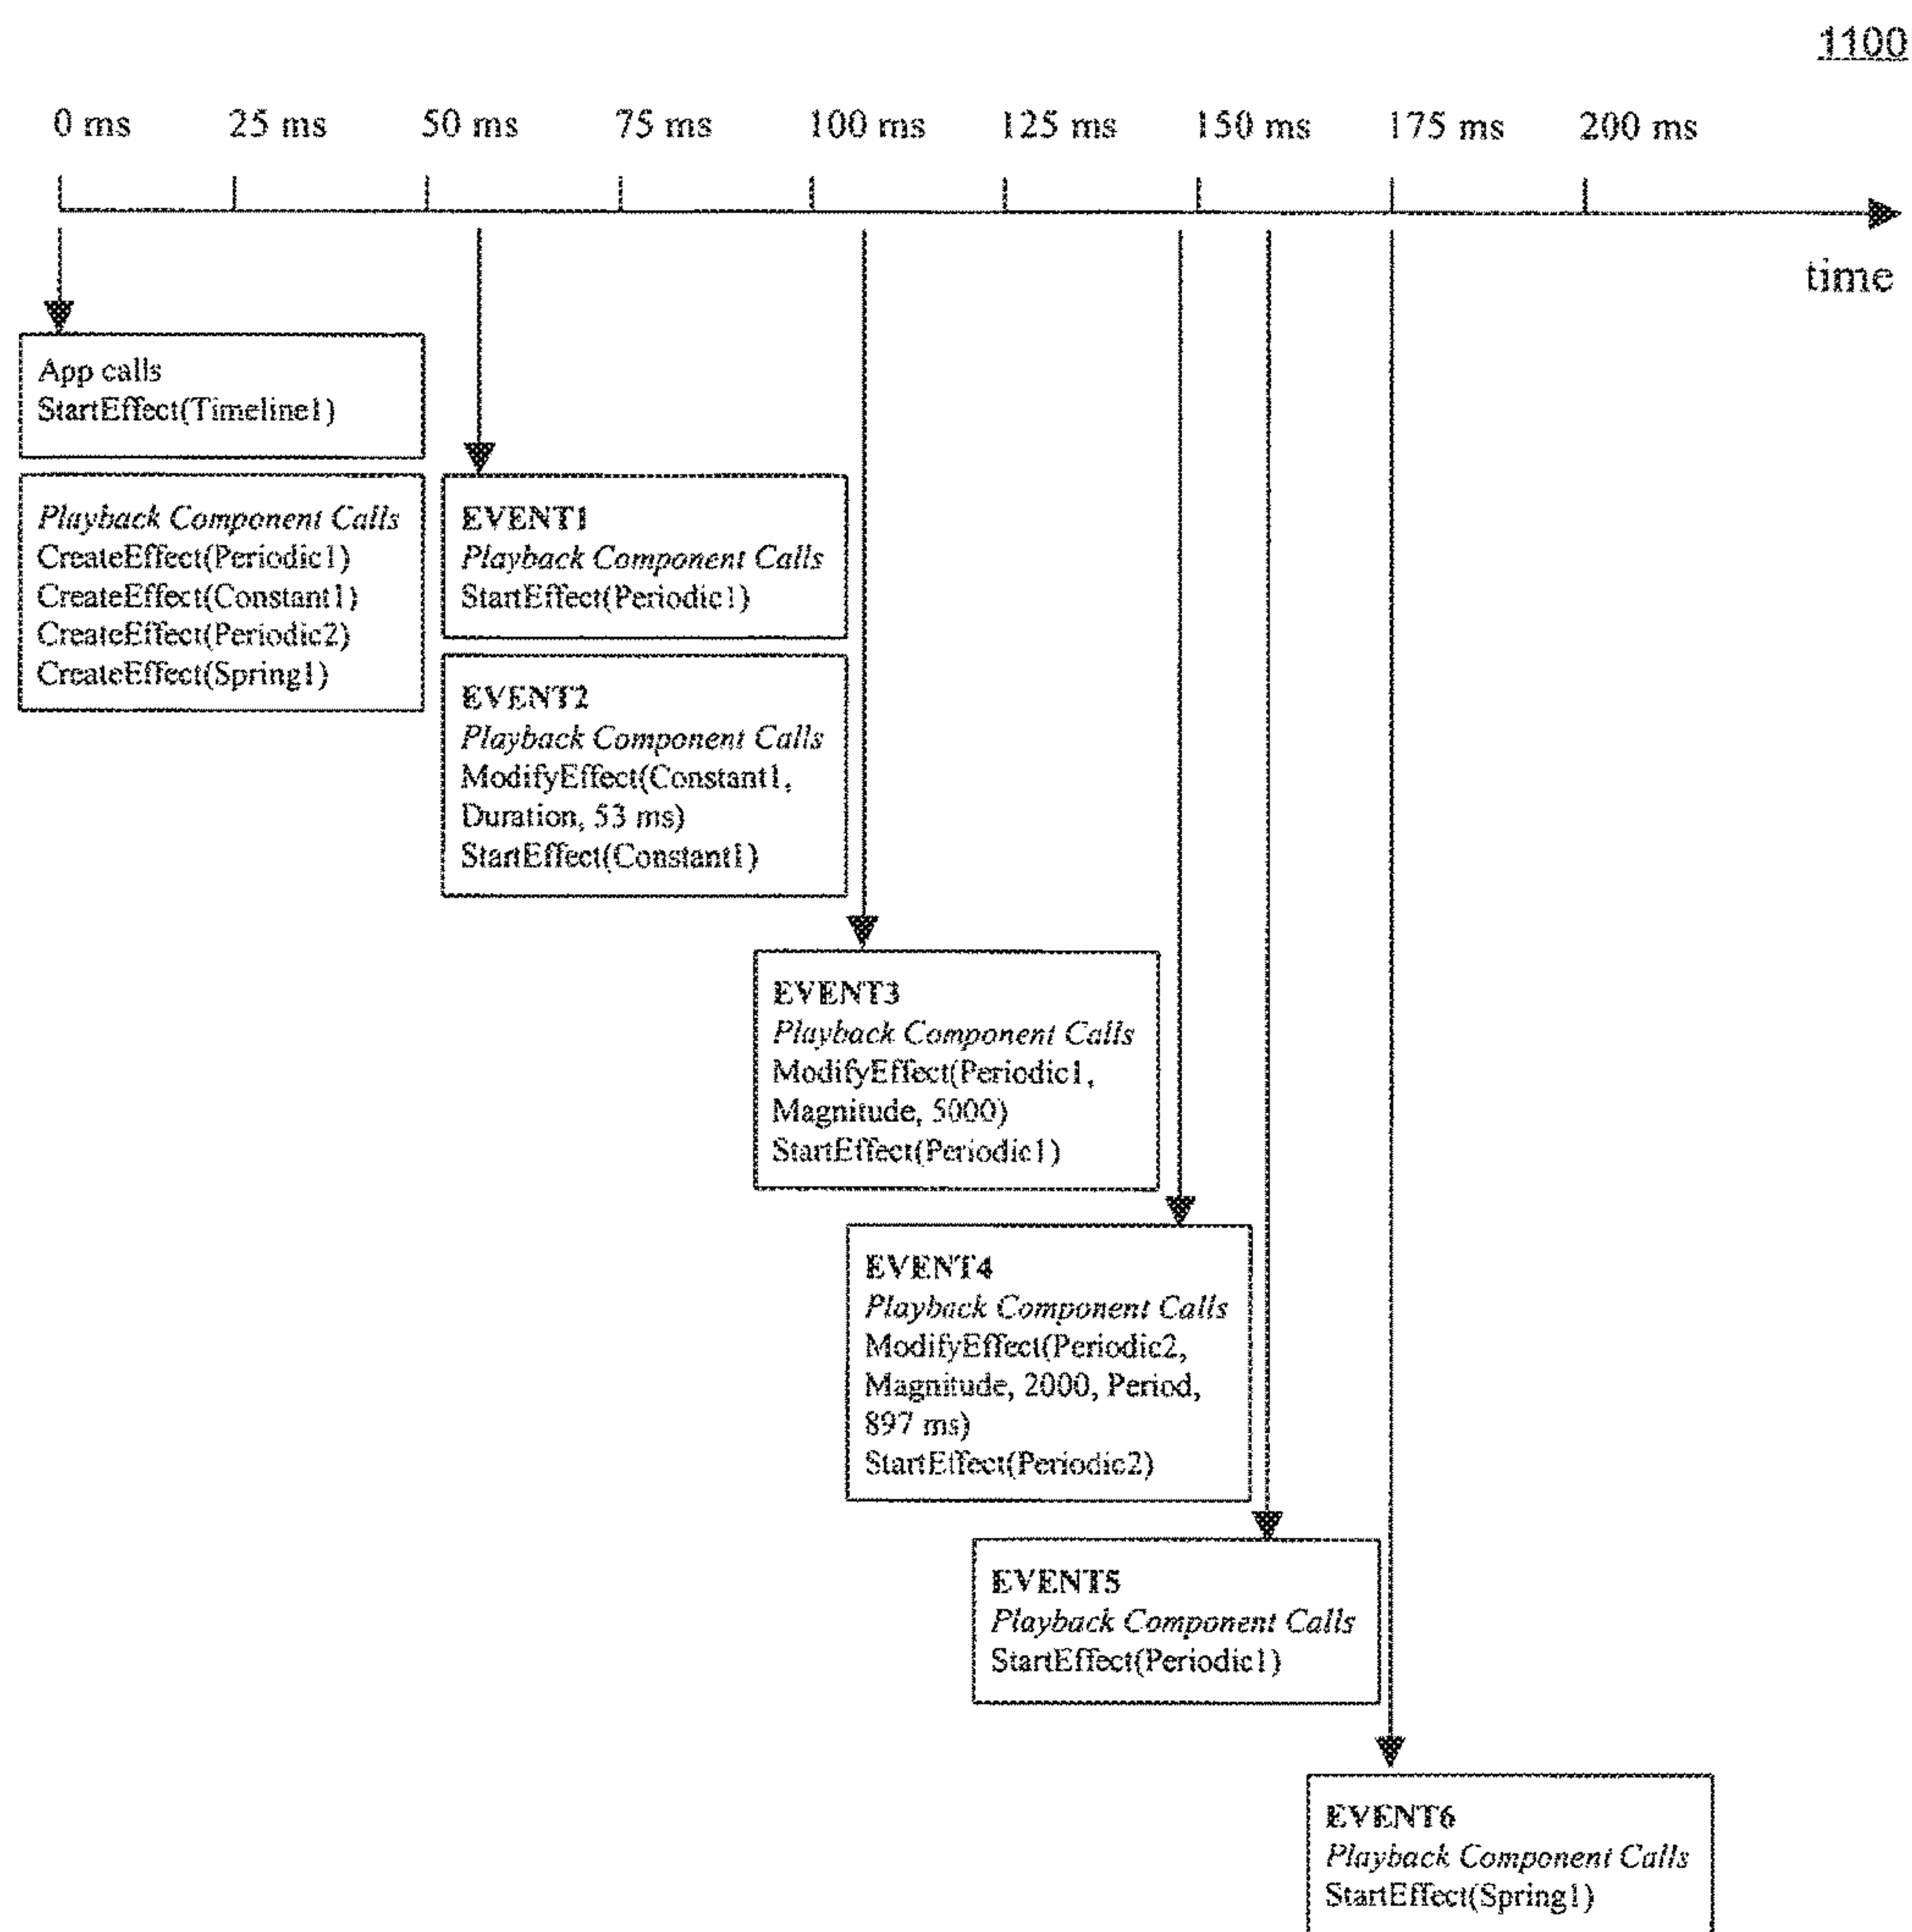 1100
0 ms 25 ms 50 ms 75 ms 100 ms 125 ms 150 ms 175 ms 200 ms
time
App calls
StartEffect(Timeline1)
Playback Component Calls
CreateEffect(Periodic1)
CreateEffect(Constant1)
CreateEffect(Periodic2)
CreateEffect(Spring1)
EVENT1
Playback Component Calls
StartEffect(Periodic1)
EVENT2
Playback Component Calls
ModifyEffect(Constant1,
Duration, 53 ms)
StartEffect(Constant1)
EVENT3
Playback Component Calls
ModifyEffect(Periodic1,
Magnitude, 5000)
StartEffect(Periodic1)
EVENT4
Playback Component Calls
ModifyEffect(Periodic2,
Magnitude, 2000, Period,
897 ms)
StartEffect(Periodic2)
EVENT5
Playback Component Calls
StartEffect(Periodic1)
EVENT6
Playback Component Calls
StartEffect(Spring1)